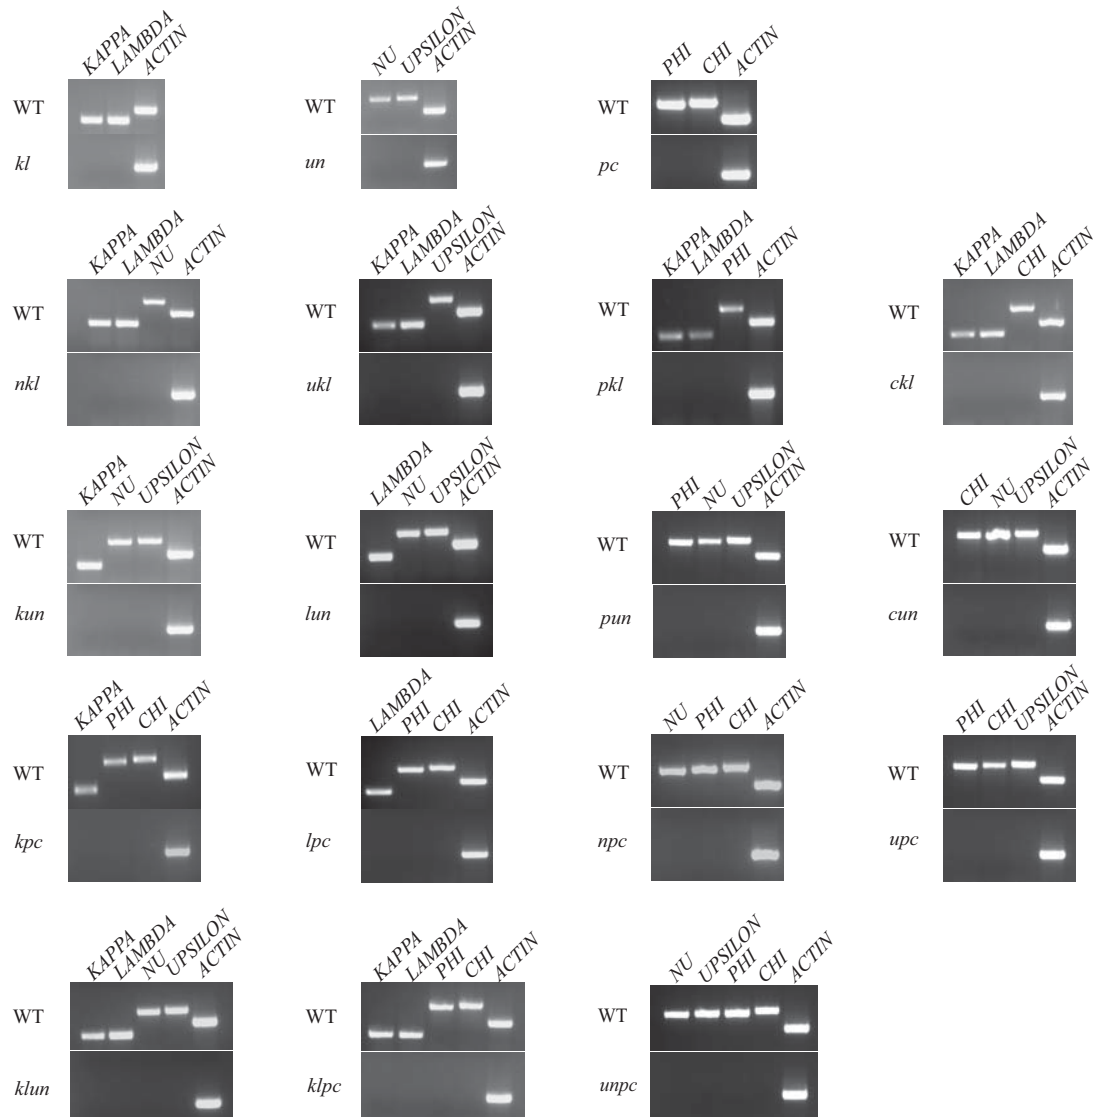 KAPPA LAMBDA ACTIN
NU UPSILON ACTIN
PHI CHI ACTIN
WT
WT
WT
kl
un
pc
KAPPA LAMBDA NU ACTIN
KAPPA LAMBDA UPSILON ACTIN
KAPPA LAMBDA PHI ACTIN
KAPPA LAMBDA CHI ACTIN
WT
WT
WT
WT
nkl
ukl
pkl
ckl
KAPPA NU UPSILON ACTIN
LAMBDA NU UPSILON ACTIN
PHI NU UPSILON ACTIN
CHI NU UPSILON ACTIN
WT
WT
WT
WT
kun
lun
pun
cun
KAPPA PHI CHI ACTIN
LAMBDA PHI CHI ACTIN
NU PHI CHI ACTIN
PHI CHI UPSILON ACTIN
WT
WT
WT
WT
kpc
lpc
npc
upc
KAPPA LAMBDA NU UPSILON ACTIN
KAPPA LAMBDA PHI CHI ACTIN
NU UPSILON PHI CHI ACTIN
WT
WT
WT
klun
klpc
unpc